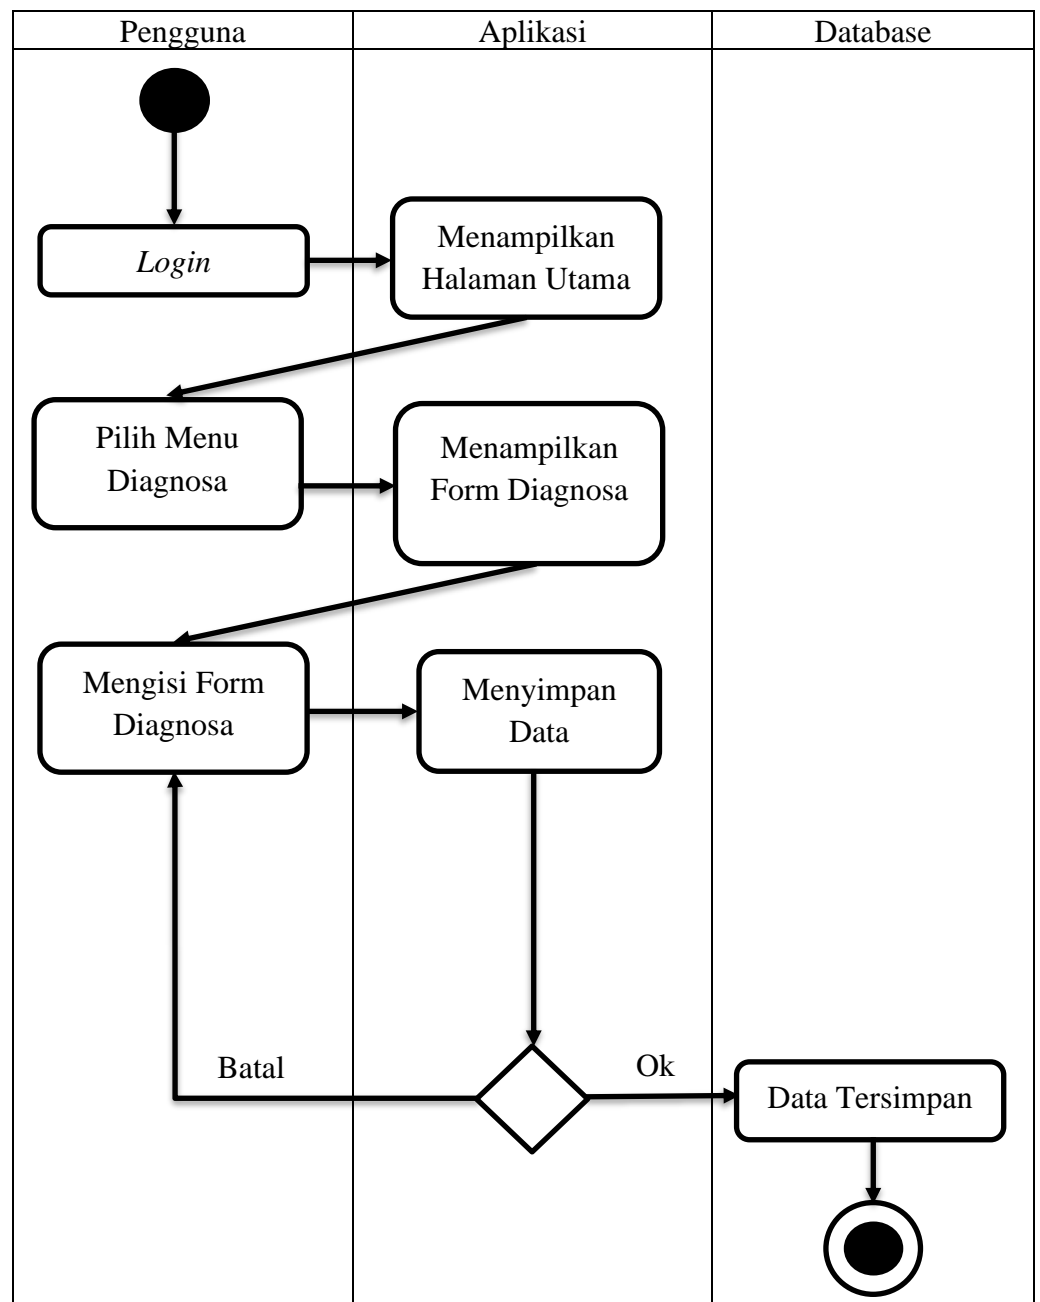 Pengguna
Aplikasi
Database
Login
Menampilkan
Halaman Utama
Pilih Menu
Diagnosa
Menampilkan
Form Diagnosa
Mengisi Form
Diagnosa
Menyimpan
Data
Batal
Ok
Data Tersimpan